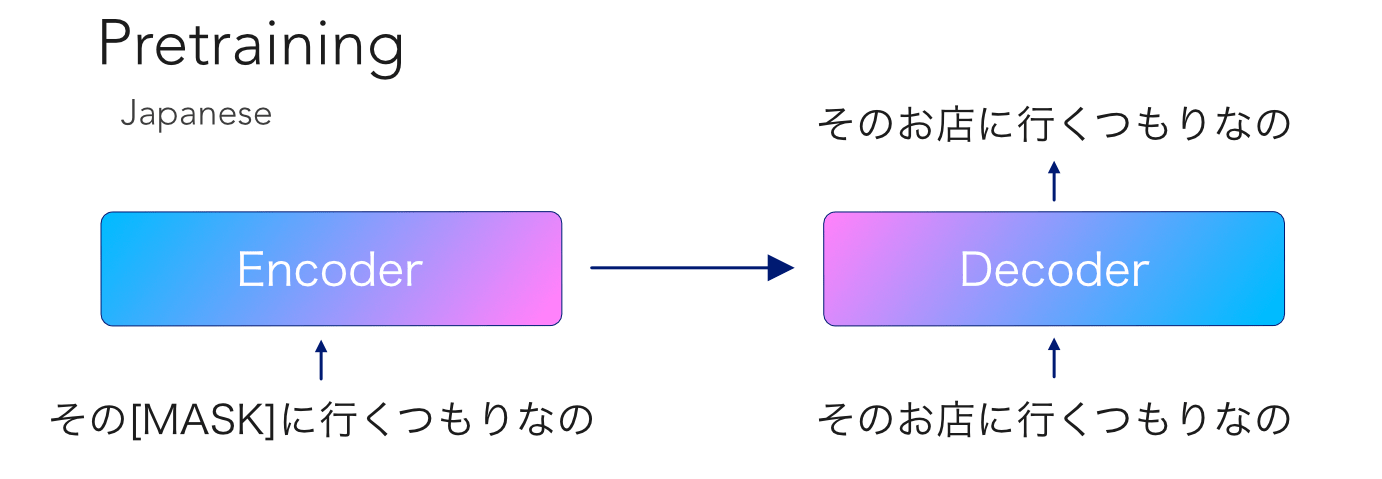 Pretraining
Japanese
そのお店に行くつもりなの
Encoder
Decoder
その[MASK]に行くつもりなの
そのお店に行くつもりなの